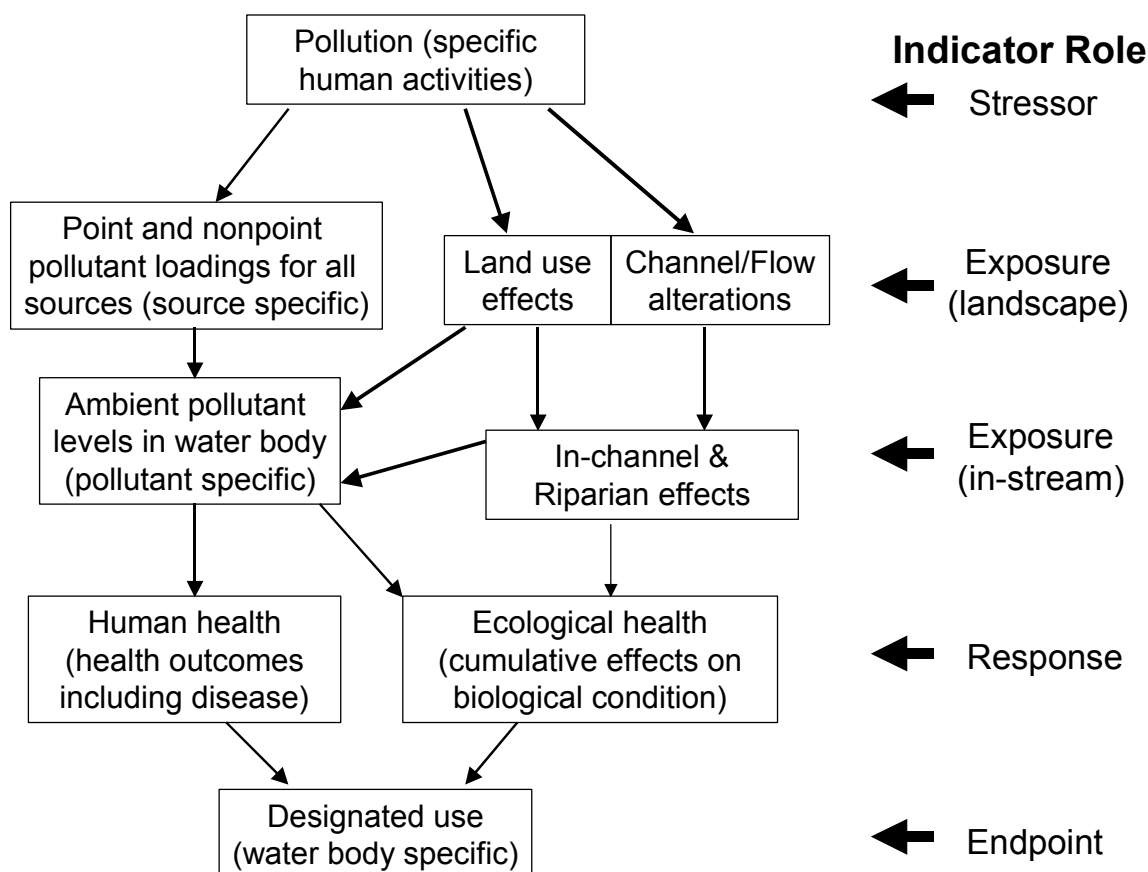 Pollution (specific
human activities)
Indicator Role
Stressor
Point and nonpoint
pollutant loadings for all
sources (source specific)
Land use
effects
Channel/Flow
alterations
Exposure
(landscape)
Ambient pollutant
levels in water body
(pollutant specific)
In-channel &
Riparian effects
Exposure
(in-stream)
Human health
(health outcomes
including disease)
Ecological health
(cumulative effects on
biological condition)
Response
Designated use
(water body specific)
Endpoint